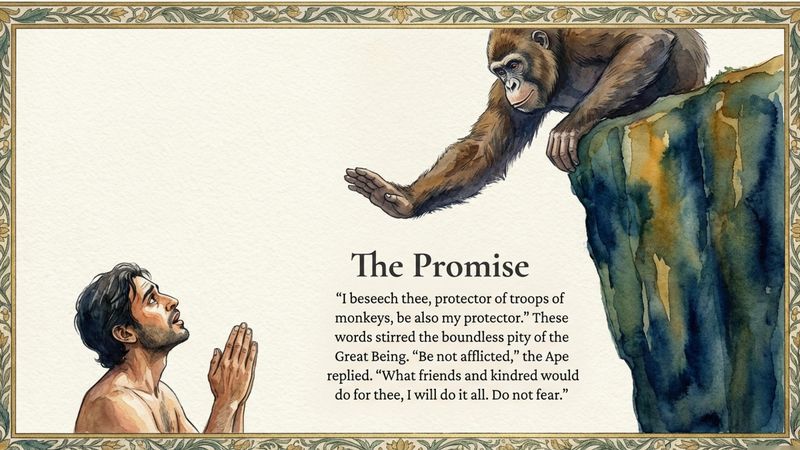 The Promise
“I beseech thee, protector of troops of
monkeys, be also my protector.” These
words stirred the boundless pity of the
Great Being. “Be not afflicted,” the Ape
replied. “What friends and kindred would
do for thee, I will do it all. Do not fear.”